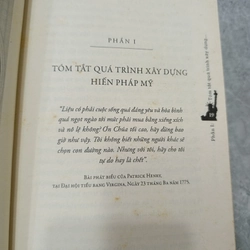 PHẦN I
TÓM TẮT QUÁ TRÌNH XÂY DỰNG
HIẾN PHÁP MỸ
"Liệu có phải cuộc sống quá đáng yêu và hòa bình
quá ngọt ngào tới mức phải mua bằng xiềng xích
và nô lệ không? Ơn Chúa tối cao, hãy đừng bao
giờ như vậy. Tôi không biết những người khác sẽ
chọn con đường nào. Nhưng với tôi, hãy cho tôi
tự do hay là chết".
BÀI PHÁT BIỂU CỦA PATRICK HENRY,
TẠI ĐẠI HỘI TIỂU BANG VIRGINA, NGÀY 23 THÁNG BA NĂM 1775.
19